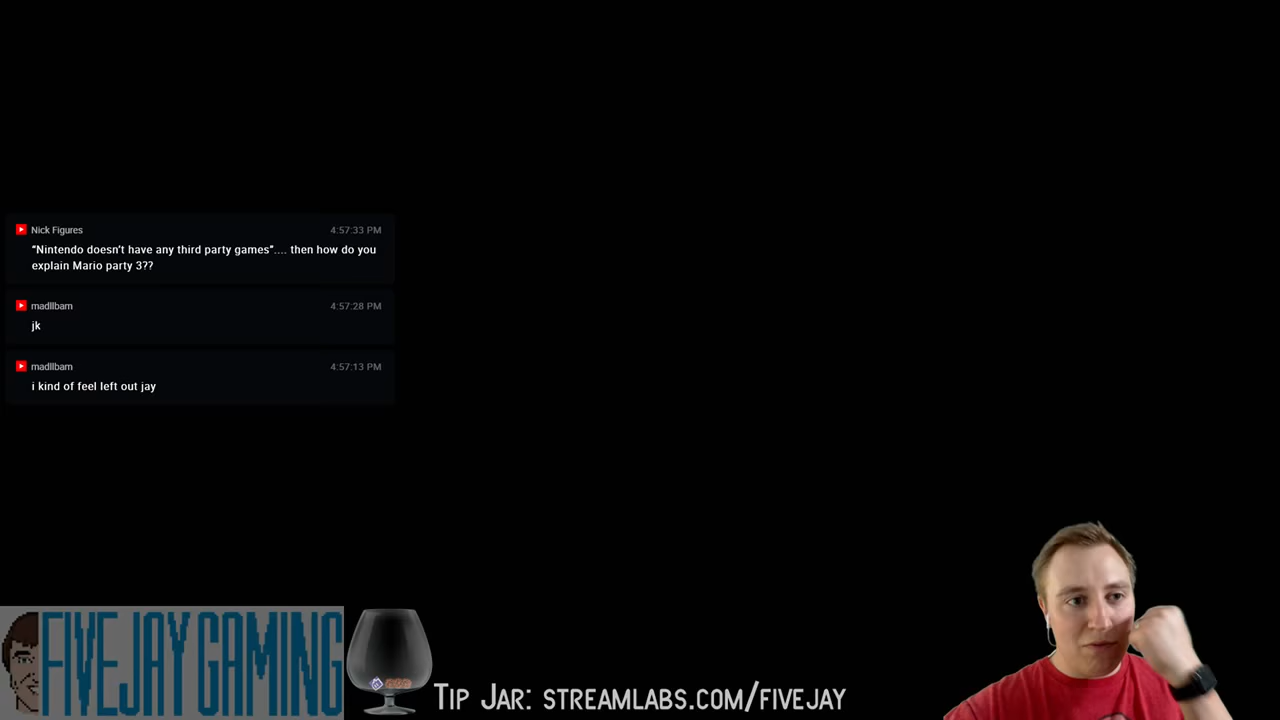 Nick Figures 4:57:33 PM
“Nintendo doesn’t have any third party games”.... then how do you
explain Mario party 3??
madllbam 4:57:28 PM
jk
madllbam 4:57:13 PM
i kind of feel left out jay
FIVEJAY GAMING
TIP JAR: STREAMLABS.COM/FIVEJAY